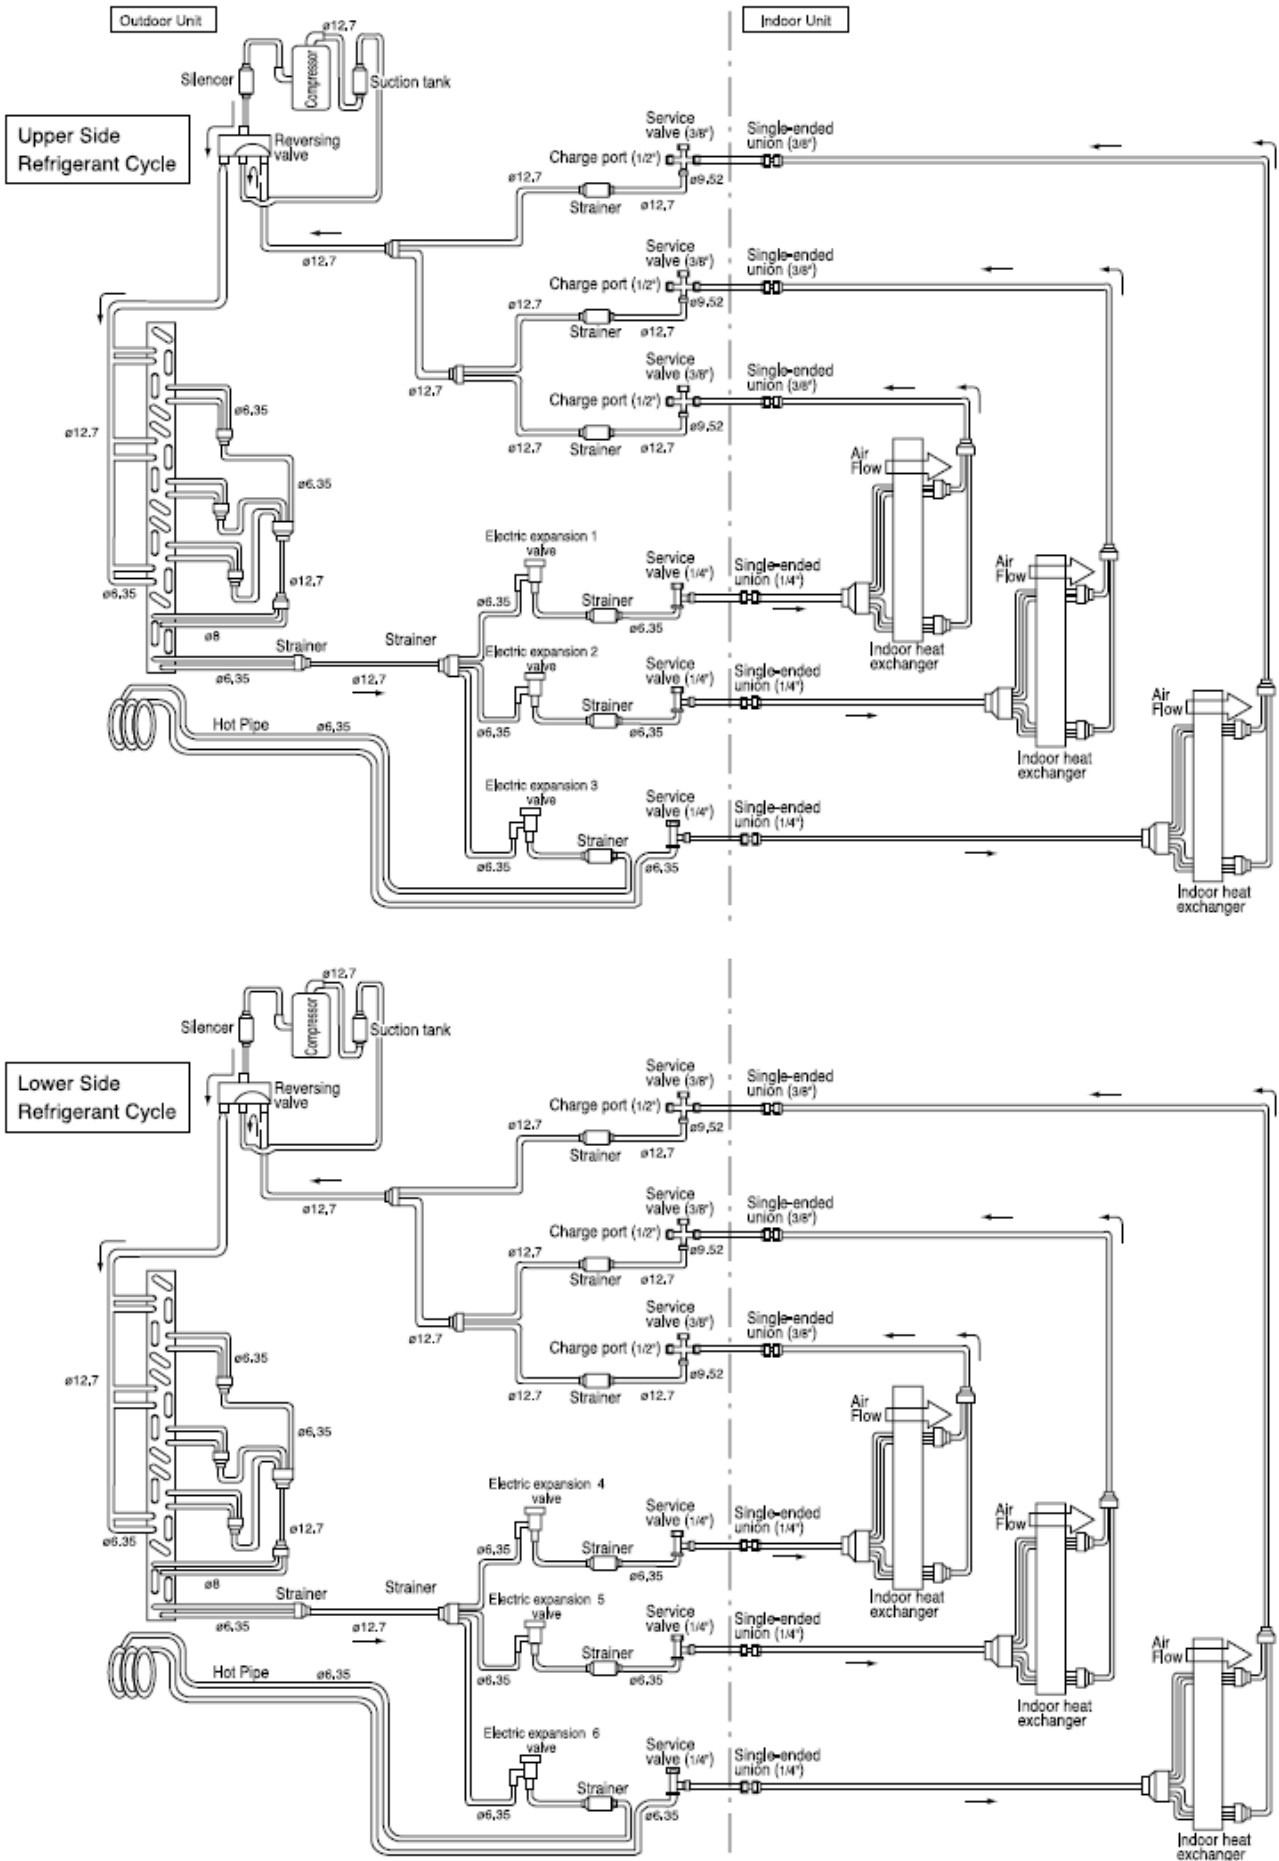 Outdoor Unit
Indoor Unit
ø12.7
Silencer
Compressor
Suction tank
Upper Side
Refrigerant Cycle
Reversing
valve
Service
valve (3/8")
Single-ended
union (3/8")
Charge port (1/2")
ø12.7
ø9.52
Strainer
ø12.7
ø12.7
Service
valve (3/8")
Single-ended
union (3/8")
Charge port (1/2")
ø12.7
ø9.52
Strainer
ø12.7
Service
valve (3/8")
Single-ended
union (3/8")
ø12.7
Charge port (1/2")
ø9.52
ø12.7
Strainer
ø12.7
ø6.35
ø12.7
Air
Flow
ø6.35
Electric expansion 1
valve
Service
valve (1/4")
Single-ended
union (1/4")
Air
Flow
ø12.7
ø6.35
ø6.35
Strainer
ø6.35
ø8
Strainer
Strainer
Indoor heat
exchanger
ø6.35
ø12.7
Electric expansion 2
valve
Service
valve (1/4")
Single-ended
union (1/4")
Air
Flow
Hot Pipe
ø6.35
ø6.35
Strainer
ø6.35
Indoor heat
exchanger
Electric expansion 3
valve
Service
valve (1/4")
Single-ended
union (1/4")
Strainer
ø6.35
ø6.35
Indoor heat
exchanger
ø12.7
Silencer
Compressor
Suction tank
Lower Side
Refrigerant Cycle
Reversing
valve
Service
valve (3/8")
Single-ended
union (3/8")
Charge port (1/2")
ø12.7
ø9.52
Strainer
ø12.7
ø12.7
Service
valve (3/8")
Single-ended
union (3/8")
Charge port (1/2")
ø12.7
ø9.52
Strainer
ø12.7
Service
valve (3/8")
Single-ended
union (3/8")
ø12.7
Charge port (1/2")
ø9.52
ø12.7
Strainer
ø12.7
ø6.35
ø12.7
Air
Flow
ø6.35
Electric expansion 4
valve
Service
valve (1/4")
Single-ended
union (1/4")
Air
Flow
ø12.7
ø6.35
ø6.35
Strainer
ø6.35
ø8
Strainer
Strainer
Indoor heat
exchanger
ø6.35
ø12.7
Electric expansion 5
valve
Service
valve (1/4")
Single-ended
union (1/4")
Air
Flow
Hot Pipe
ø6.35
ø6.35
Strainer
ø6.35
Indoor heat
exchanger
Electric expansion 6
valve
Service
valve (1/4")
Single-ended
union (1/4")
Strainer
ø6.35
ø6.35
Indoor heat
exchanger